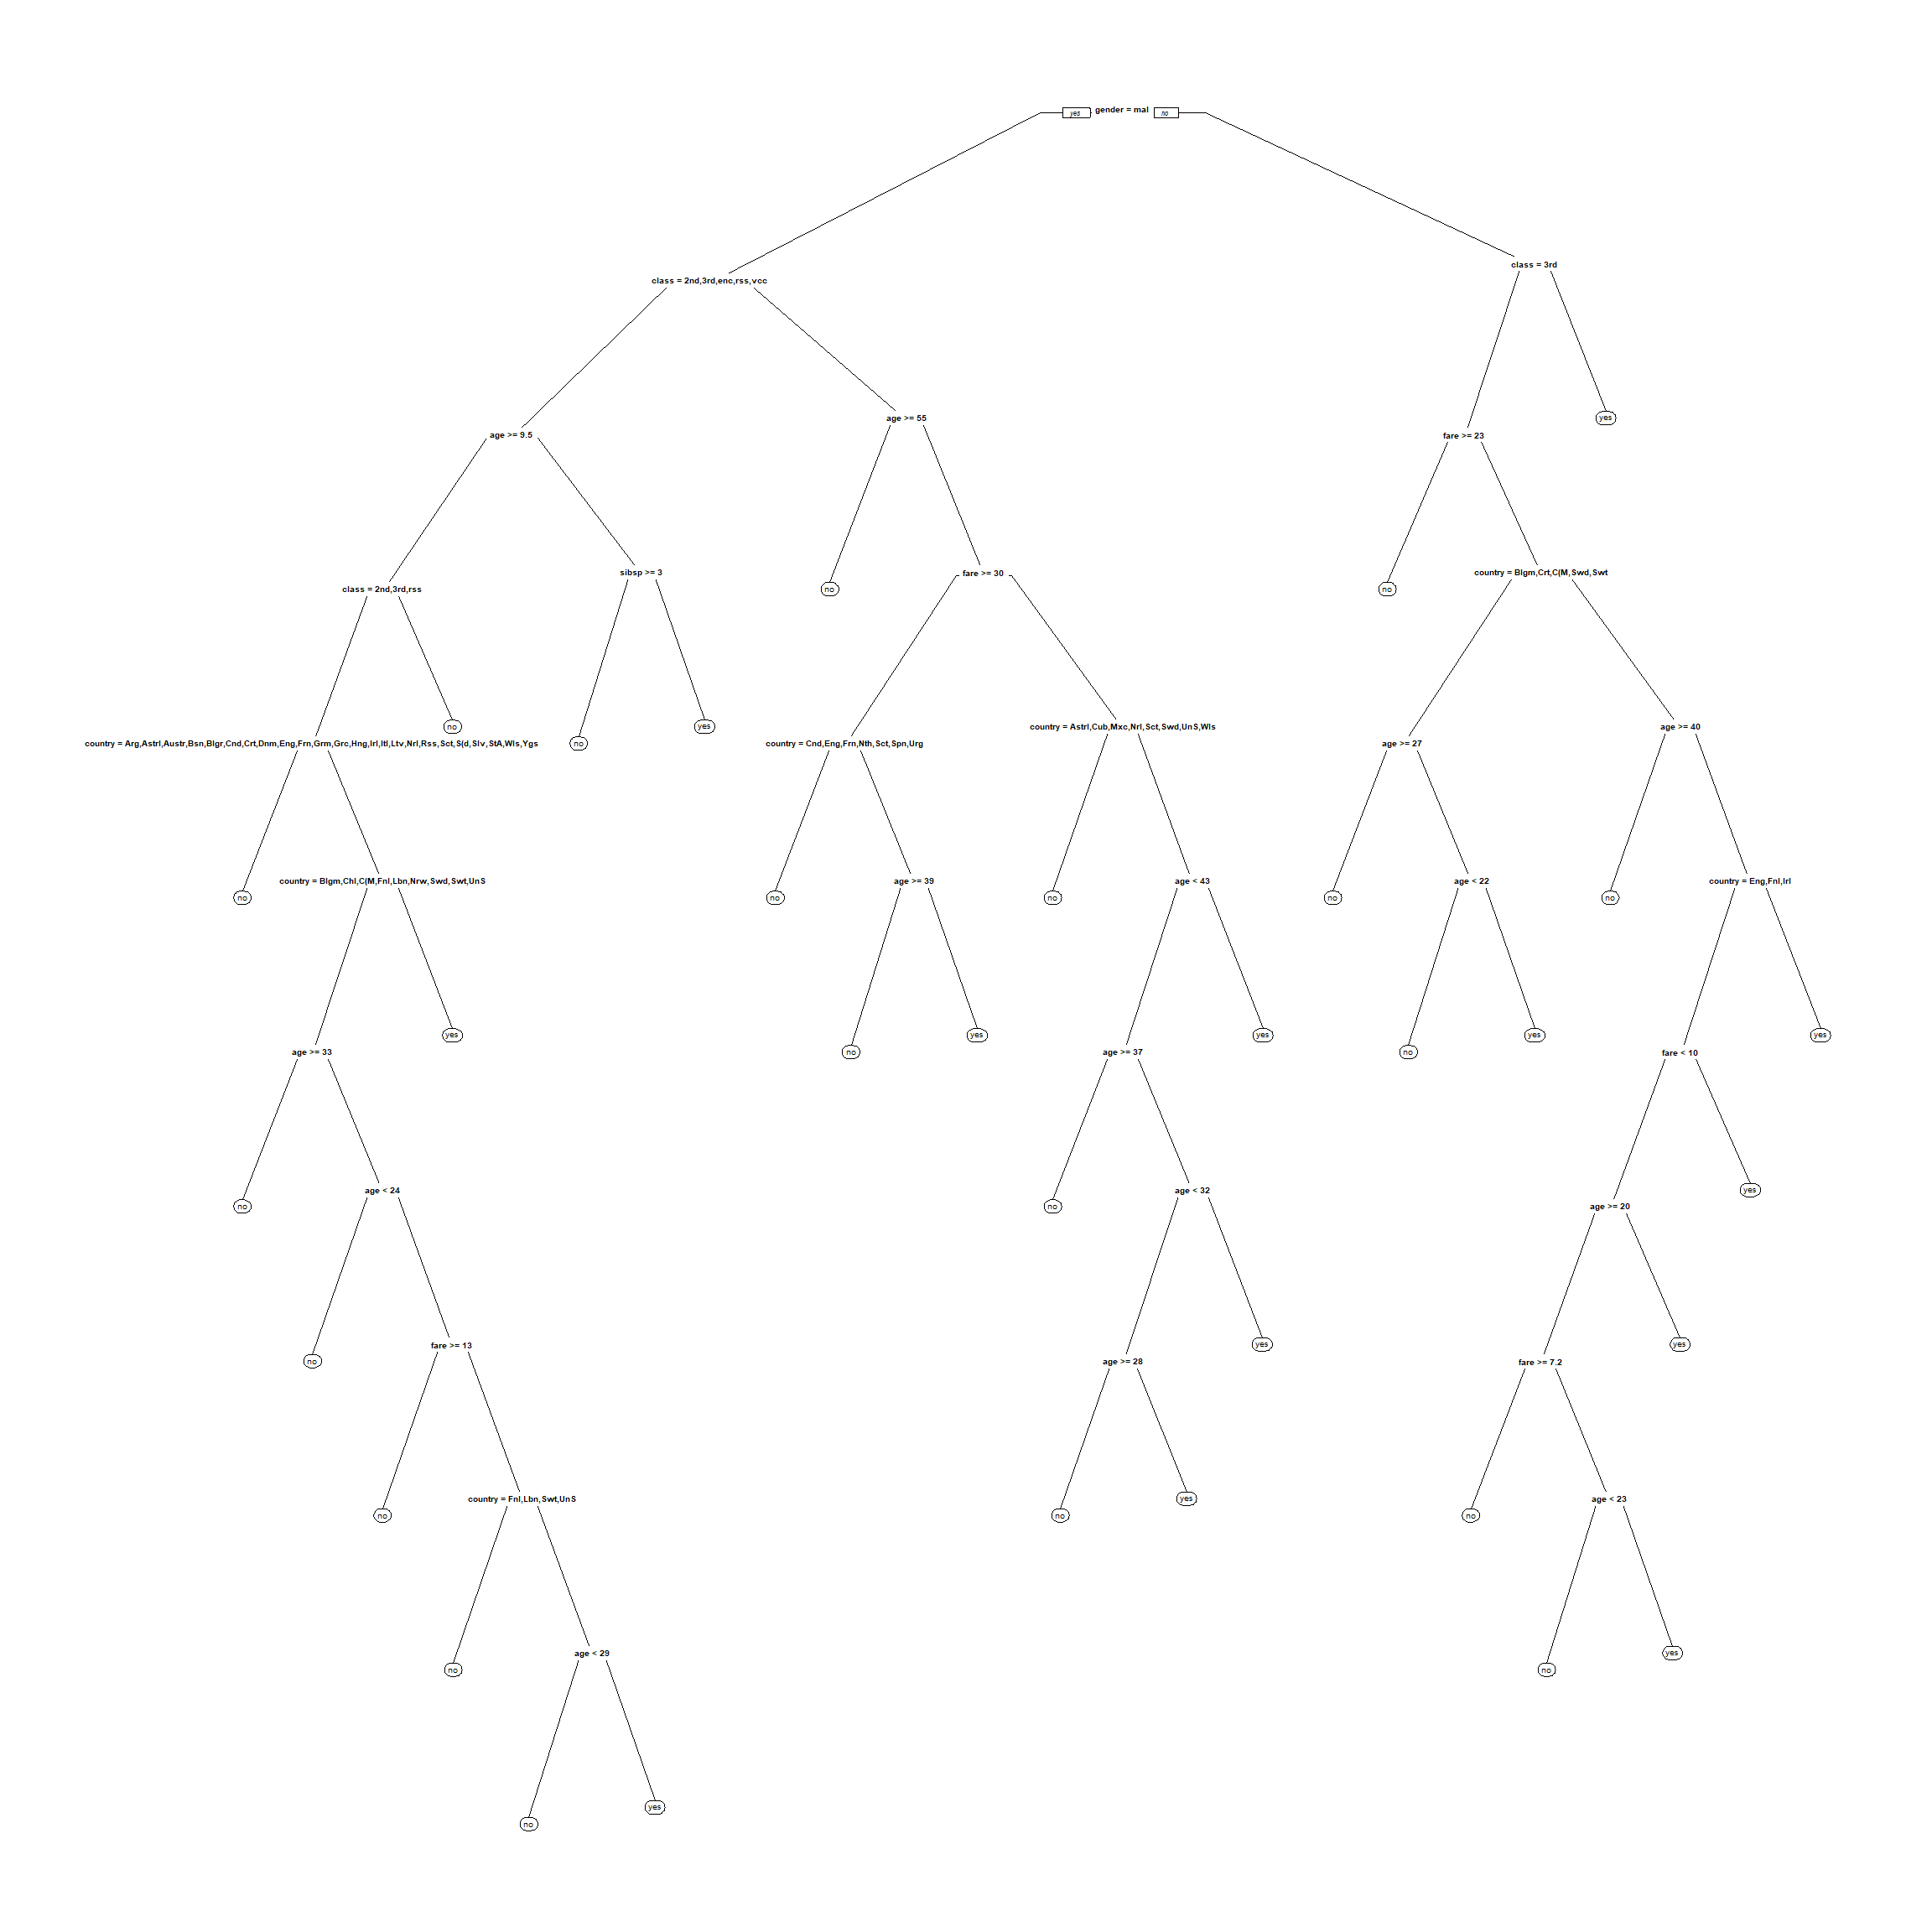 yes gender = mal no
class = 3rd
class = 2nd,3rd,enc,rss,vcc
age >= 55
yes
age >= 9.5
fare >= 23
sibsp >= 3
fare >= 30
country = Blgm,Crt,C(M,Swd,Swt
class = 2nd,3rd,rss
no
no
no
yes
country = Astrl,Cub,Mxc,Nrl,Sct,Swd,UnS,Wls
age >= 40
country = Arg,Astrl,Austr,Bsn,Blgr,Cnd,Crt,Dnm,Eng,Frn,Grm,Grc,Hng,Irl,Itl,Ltv,Nrl,Rss,Sct,S(d,Slv,StA,Wls,Ygs
no
country = Cnd,Eng,Frn,Nth,Sct,Spn,Urg
age >= 27
country = Blgm,Chl,C(M,Fnl,Lbn,Nrw,Swd,Swt,UnS
age >= 39
age < 43
age < 22
country = Eng,Fnl,Irl
no
no
no
no
no
yes
yes
yes
yes
yes
age >= 33
no
age >= 37
no
fare < 10
age < 24
age < 32
yes
no
no
age >= 20
fare >= 13
yes
yes
no
age >= 28
fare >= 7.2
country = Fnl,Lbn,Swt,UnS
yes
age < 23
no
no
no
age < 29
yes
no
no
yes
no